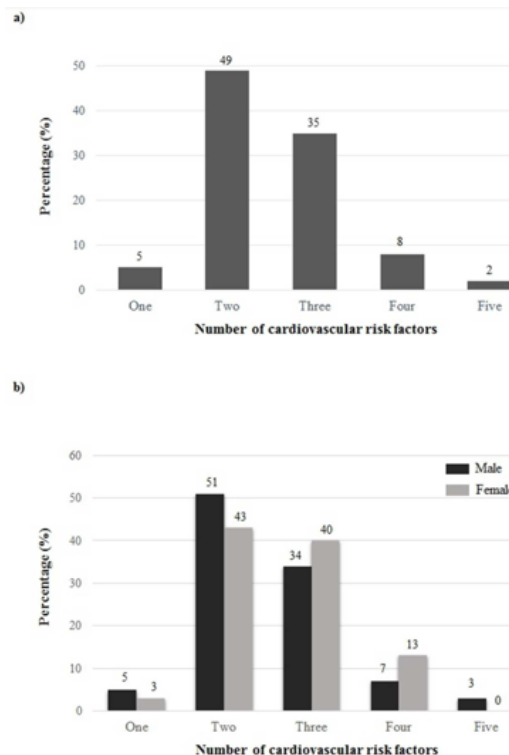 a)
49
50
40
35
30
20
10
8
5
2
0
Percentage (%)
One Two Three Four Five
Number of cardiovascular risk factors
b)
60
Male
Female
51
50
43
40
40
34
30
20
13
10
7
5
3
3
0
0
Percentage (%)
One Two Three Four Five
Number of cardiovascular risk factors